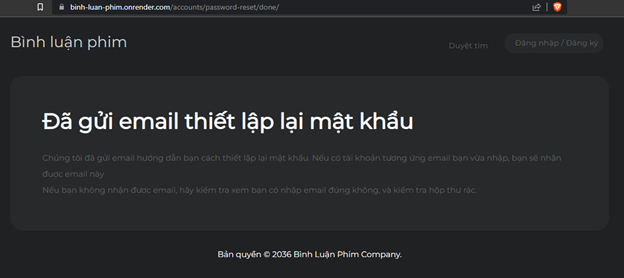 binh-luan-phim.onrender.com/accounts/password-reset/done/
Bình luận phim
Duyệt tìm
Đăng nhập / Đăng ký
Đã gửi email thiết lập lại mật khẩu
Chúng tôi đã gửi email hướng dẫn bạn cách thiết lập lại mật khẩu. Nếu có tài khoản tương ứng email bạn vừa nhập, bạn sẽ nhận
được email này
Nếu bạn không nhận được email, hãy kiểm tra xem bạn có nhập email đúng không, và kiểm tra hộp thư rác.
Bản quyền © 2036 Bình Luận Phim Company.